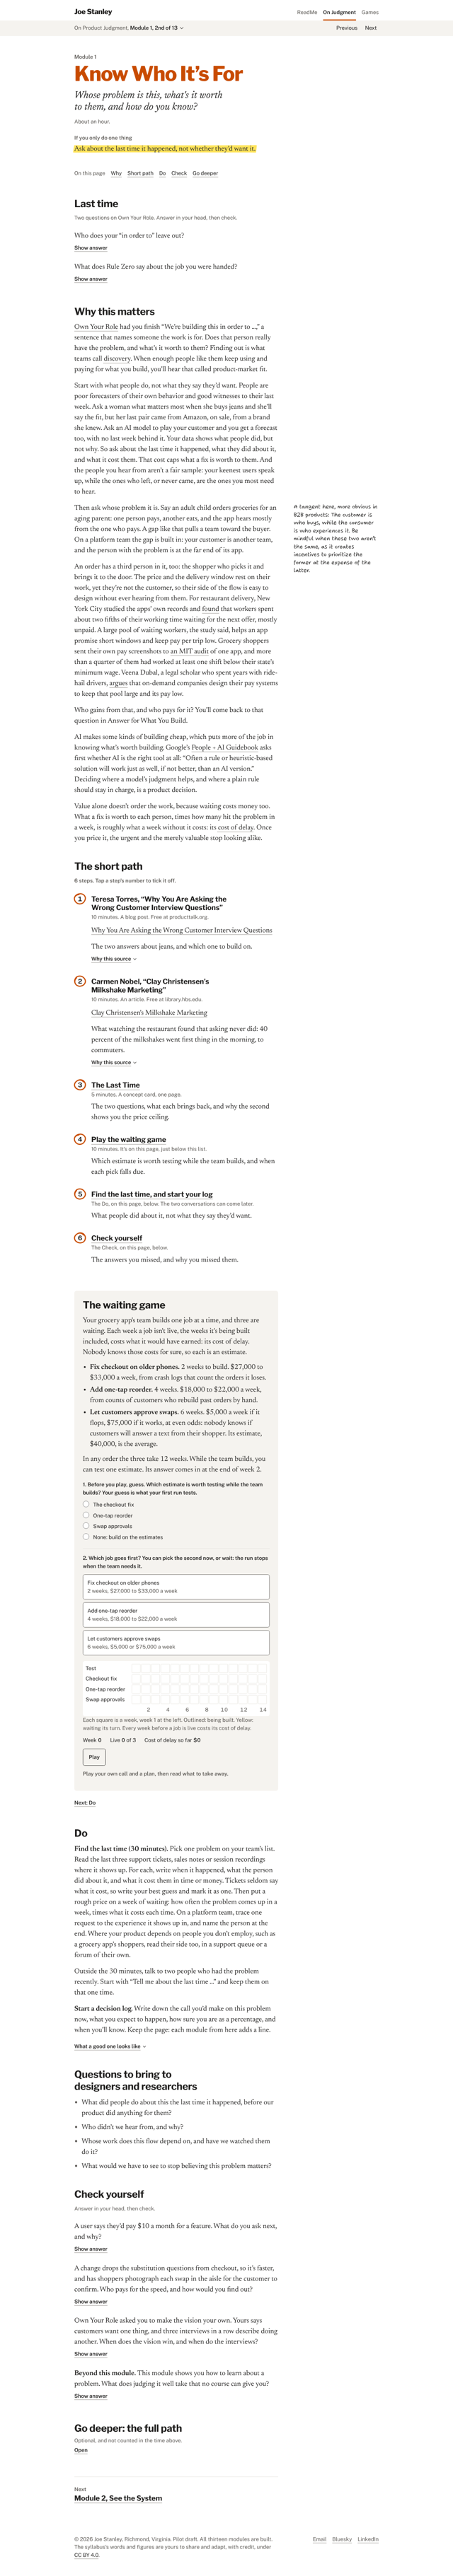 Joe Stanley
ReadMe On Judgment Games
On Product Judgment, Module 1, 2nd of 13
Previous Next
Module 1
Know Who It’s For
Whose problem is this, what’s it worth
to them, and how do you know?
About an hour.
If you only do one thing
Ask about the last time it happened, not whether they’d want it.
On this page Why Short path Do Check Go deeper
Last time
Two questions on Own Your Role. Answer in your head, then check.
Who does your “in order to” leave out?
Show answer
What does Rule Zero say about the job you were handed?
Show answer
Why this matters
Own Your Role had you finish “We’re building this in order to ...,” a
sentence that names someone the work is for. Does that person really
have the problem, and what’s it worth to them? Finding out is what
teams call discovery. When enough people like them keep using and
paying for what you build, you’ll hear that called product-market fit.
Start with what people do, not what they say they’d want. People are
poor forecasters of their own behavior and good witnesses to their last
week. Ask a woman what matters most when she buys jeans and she’ll
say the fit, but her last pair came from Amazon, on sale, from a brand
she knew. Ask an AI model to play your customer and you get a forecast
too, with no last week behind it. Your data shows what people did, but
not why. So ask about the last time it happened, what they did about it,
and what it cost them. That cost caps what a fix is worth to them. And
the people you hear from aren’t a fair sample: your keenest users speak
up, while the ones who left, or never came, are the ones you most need
to hear.
A tangent here, more obvious in
B2B products: The customer is
who buys, while the consumer
is who experiences it. Be
mindful when these two aren’t
the same, as it creates
incentives to prioritize the
former at the expense of the
latter.
Then ask whose problem it is. Say an adult child orders groceries for an
aging parent: one person pays, another eats, and the app hears mostly
from the one who pays. A gap like that pulls a team toward the buyer.
On a platform team the gap is built in: your customer is another team,
and the person with the problem is at the far end of its app.
An order has a third person in it, too: the shopper who picks it and
brings it to the door. The price and the delivery window rest on their
work, yet they’re not the customer, so their side of the flow is easy to
design without ever hearing from them. For restaurant delivery, New
York City studied the apps’ own records and found that workers spent
about two fifths of their working time waiting for the next offer, mostly
unpaid. A large pool of waiting workers, the study said, helps an app
promise short windows and keep pay per trip low. Grocery shoppers
sent their own pay screenshots to an MIT audit of one app, and more
than a quarter of them had worked at least one shift below their state’s
minimum wage. Veena Dubal, a legal scholar who spent years with ride-
hail drivers, argues that on-demand companies design their pay systems
to keep that pool large and its pay low.
Who gains from that, and who pays for it? You’ll come back to that
question in Answer for What You Build.
AI makes some kinds of building cheap, which puts more of the job in
knowing what’s worth building. Google’s People + AI Guidebook asks
first whether AI is the right tool at all: “Often a rule or heuristic-based
solution will work just as well, if not better, than an AI version.”
Deciding where a model’s judgment helps, and where a plain rule
should stay in charge, is a product decision.
Value alone doesn’t order the work, because waiting costs money too.
What a fix is worth to each person, times how many hit the problem in
a week, is roughly what a week without it costs: its cost of delay. Once
you price it, the urgent and the merely valuable stop looking alike.
The short path
6 steps. Tap a step’s number to tick it off.
1 Teresa Torres, “Why You Are Asking the
Wrong Customer Interview Questions”
10 minutes. A blog post. Free at producttalk.org.
Why You Are Asking the Wrong Customer Interview Questions
The two answers about jeans, and which one to build on.
Why this source
2 Carmen Nobel, “Clay Christensen’s
Milkshake Marketing”
10 minutes. An article. Free at library.hbs.edu.
Clay Christensen’s Milkshake Marketing
What watching the restaurant found that asking never did: 40
percent of the milkshakes went first thing in the morning, to
commuters.
Why this source
3 The Last Time
5 minutes. A concept card, one page.
The two questions, what each brings back, and why the second
shows you the price ceiling.
4 Play the waiting game
10 minutes. It’s on this page, just below this list.
Which estimate is worth testing while the team builds, and when
each pick falls due.
5 Find the last time, and start your log
The Do, on this page, below. The two conversations can come later.
What people did about it, not what they say they’d want.
6 Check yourself
The Check, on this page, below.
The answers you missed, and why you missed them.
The waiting game
Your grocery app’s team builds one job at a time, and three are
waiting. Each week a job isn’t live, the weeks it’s being built
included, costs what it would have earned: its cost of delay.
Nobody knows those costs for sure, so each is an estimate.
• Fix checkout on older phones. 2 weeks to build. $27,000 to
$33,000 a week, from crash logs that count the orders it loses.
• Add one-tap reorder. 4 weeks. $18,000 to $22,000 a week,
from counts of customers who rebuild past orders by hand.
• Let customers approve swaps. 6 weeks. $5,000 a week if it
flops, $75,000 if it works, at even odds: nobody knows if
customers will answer a text from their shopper. Its estimate,
$40,000, is the average.
In any order the three take 12 weeks. While the team builds, you
can test one estimate. Its answer comes in at the end of week 2.
1. Before you play, guess. Which estimate is worth testing while the team
builds? Your guess is what your first run tests.
The checkout fix
One-tap reorder
Swap approvals
None: build on the estimates
2. Which job goes first? You can pick the second now, or wait: the run stops
when the team needs it.
Fix checkout on older phones
2 weeks, $27,000 to $33,000 a week
Add one-tap reorder
4 weeks, $18,000 to $22,000 a week
Let customers approve swaps
6 weeks, $5,000 or $75,000 a week
Test
Checkout fix
One-tap reorder
Swap approvals
2 4 6 8 10 12 14
Each square is a week, week 1 at the left. Outlined: being built. Yellow:
waiting its turn. Every week before a job is live costs its cost of delay.
Week 0 Live 0 of 3 Cost of delay so far $0
Play
Play your own call and a plan, then read what to take away.
Next: Do
Do
Find the last time (30 minutes). Pick one problem on your team’s list.
Read the last three support tickets, sales notes or session recordings
where it shows up. For each, write when it happened, what the person
did about it, and what it cost them in time or money. Tickets seldom say
what it cost, so write your best guess and mark it as one. Then put a
rough price on a week of waiting: how often the problem comes up in a
week, times what it costs each time. On a platform team, trace one
request to the experience it shows up in, and name the person at the
end. Where your product depends on people you don’t employ, such as
a grocery app’s shoppers, read their side too, in a support queue or a
forum of their own.
Outside the 30 minutes, talk to two people who had the problem
recently. Start with “Tell me about the last time ...” and keep them on
that one time.
Start a decision log. Write down the call you’d make on this problem
now, what you expect to happen, how sure you are as a percentage, and
when you’ll know. Keep the page: each module from here adds a line.
What a good one looks like
Questions to bring to
designers and researchers
• What did people do about this the last time it happened, before our
product did anything for them?
• Who didn’t we hear from, and why?
• Whose work does this flow depend on, and have we watched them
do it?
• What would we have to see to stop believing this problem matters?
Check yourself
Answer in your head, then check.
A user says they’d pay $10 a month for a feature. What do you ask next,
and why?
Show answer
A change drops the substitution questions from checkout, so it’s faster,
and has shoppers photograph each swap in the aisle for the customer to
confirm. Who pays for the speed, and how would you find out?
Show answer
Own Your Role asked you to make the vision your own. Yours says
customers want one thing, and three interviews in a row describe doing
another. When does the vision win, and when do the interviews?
Show answer
Beyond this module. This module shows you how to learn about a
problem. What does judging it well take that no course can give you?
Show answer
Go deeper: the full path
Optional, and not counted in the time above.
Open
Next
Module 2, See the System
© 2026 Joe Stanley, Richmond, Virginia. Pilot draft. All thirteen modules are built.
The syllabus’s words and figures are yours to share and adapt, with credit, under
CC BY 4.0.
Email Bluesky LinkedIn